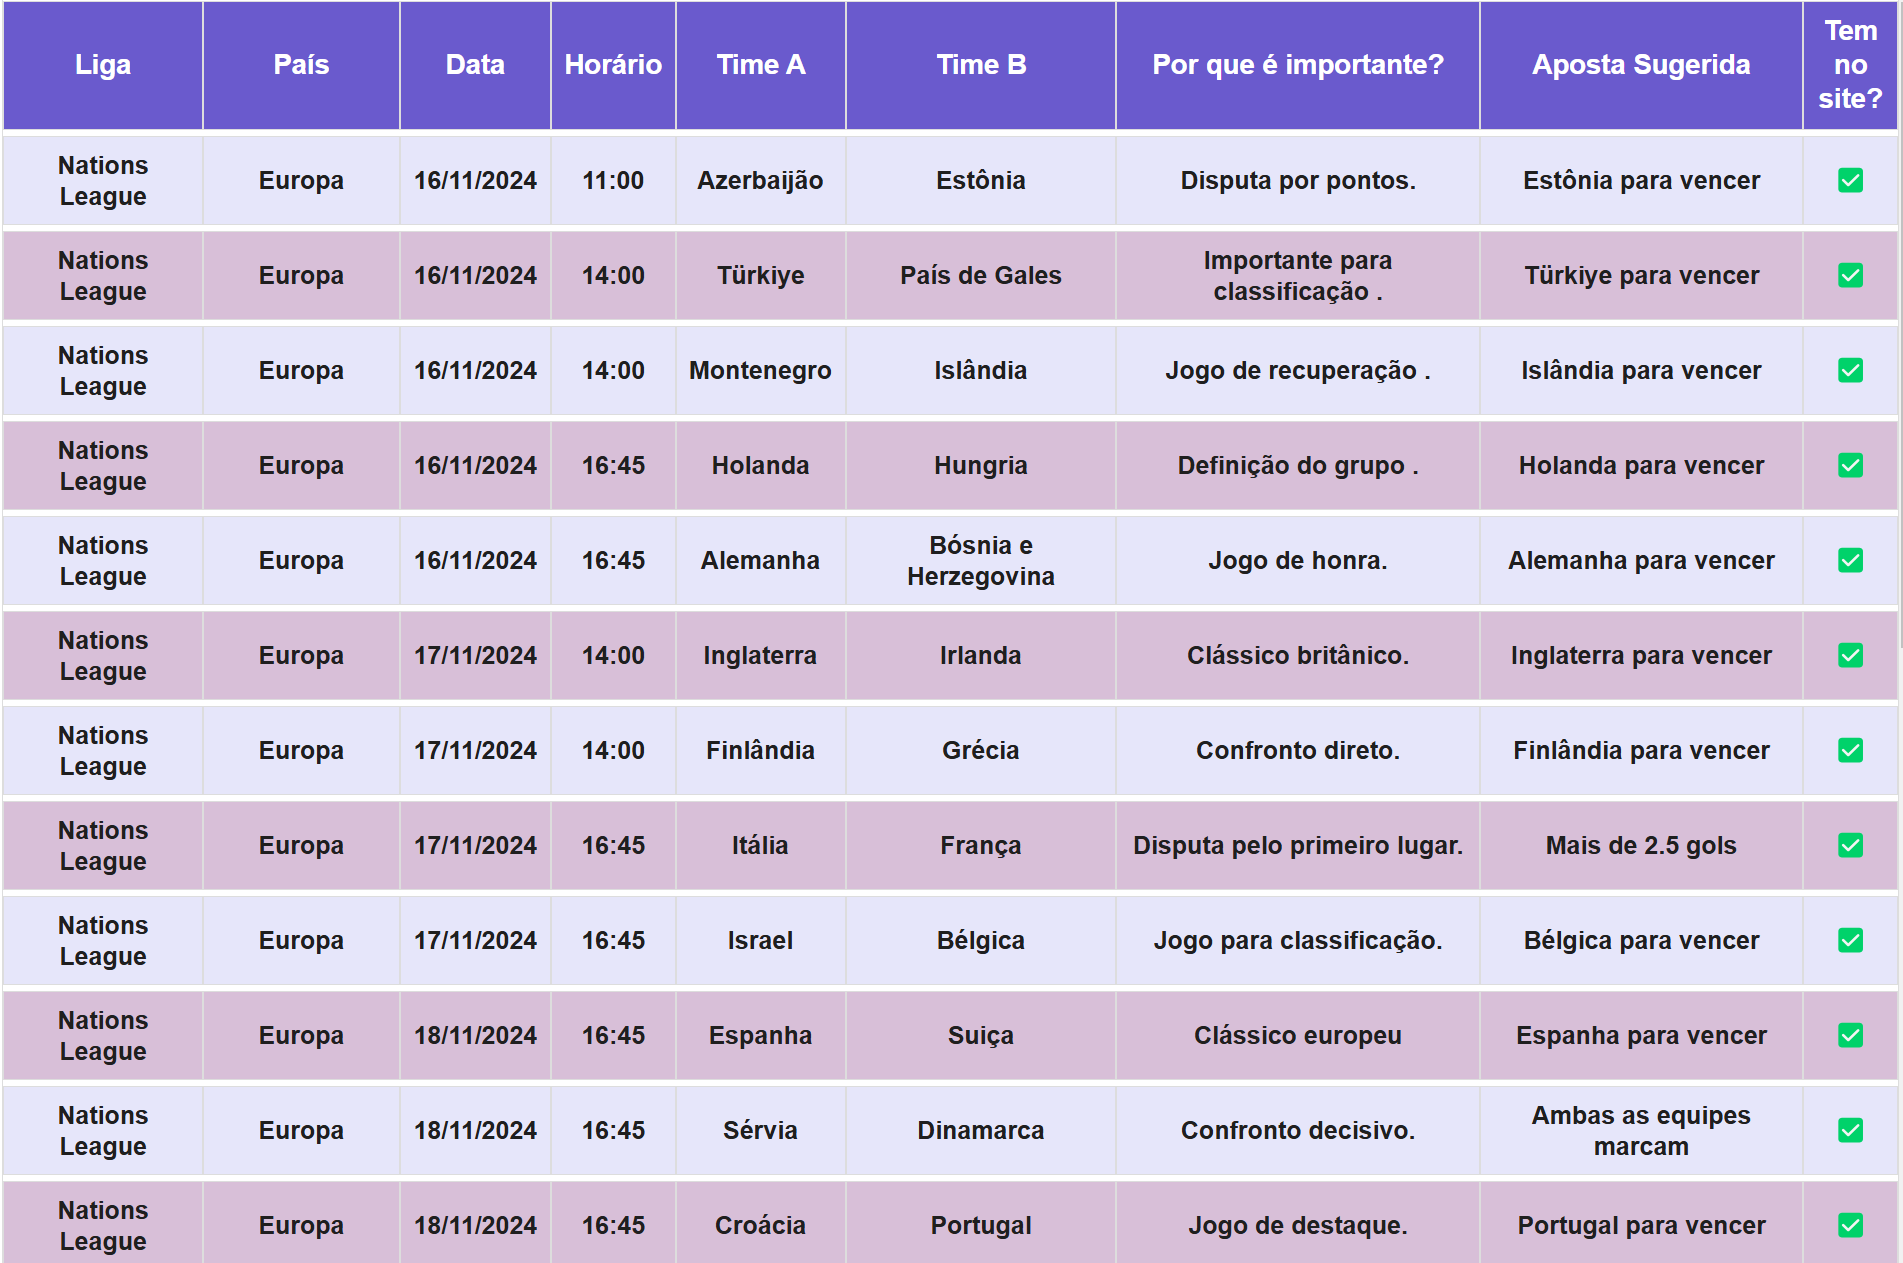 Liga País Data Horário Time A Time B Por que é importante? Aposta Sugerida Tem no site?
Nations League Europa 16/11/2024 11:00 Azerbaijão Estônia Disputa por pontos. Estônia para vencer ✅
Nations League Europa 16/11/2024 14:00 Türkiye País de Gales Importante para classificação . Türkiye para vencer ✅
Nations League Europa 16/11/2024 14:00 Montenegro Islândia Jogo de recuperação . Islândia para vencer ✅
Nations League Europa 16/11/2024 16:45 Holanda Hungria Definição do grupo . Holanda para vencer ✅
Nations League Europa 16/11/2024 16:45 Alemanha Bósnia e Herzegovina Jogo de honra. Alemanha para vencer ✅
Nations League Europa 17/11/2024 14:00 Inglaterra Irlanda Clássico britânico. Inglaterra para vencer ✅
Nations League Europa 17/11/2024 14:00 Finlândia Grécia Confronto direto. Finlândia para vencer ✅
Nations League Europa 17/11/2024 16:45 Itália França Disputa pelo primeiro lugar. Mais de 2.5 gols ✅
Nations League Europa 17/11/2024 16:45 Israel Bélgica Jogo para classificação. Bélgica para vencer ✅
Nations League Europa 18/11/2024 16:45 Espanha Suiça Clássico europeu Espanha para vencer ✅
Nations League Europa 18/11/2024 16:45 Sérvia Dinamarca Confronto decisivo. Ambas as equipes marcam ✅
Nations League Europa 18/11/2024 16:45 Croácia Portugal Jogo de destaque. Portugal para vencer ✅